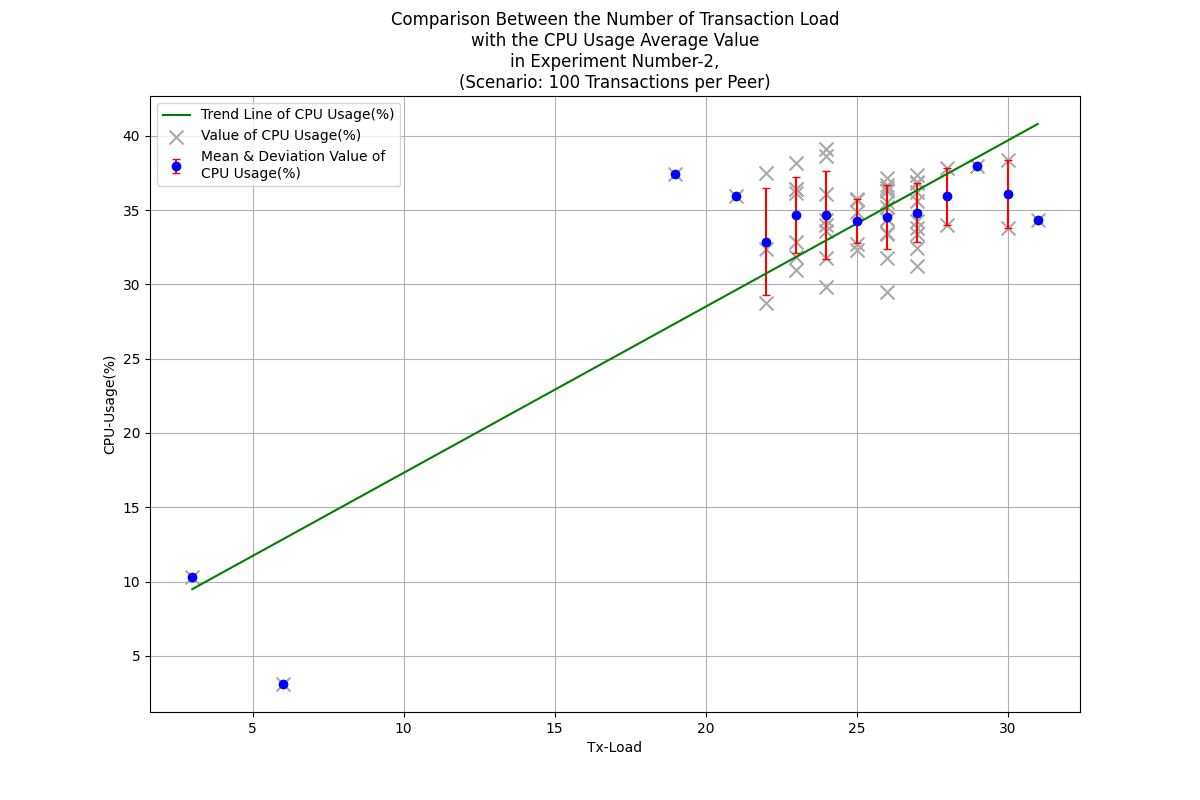 Comparison Between the Number of Transaction Load
with the CPU Usage Average Value
in Experiment Number-2,
(Scenario: 100 Transactions per Peer)
Trend Line of CPU Usage(%)
Value of CPU Usage(%)
Mean & Deviation Value of
CPU Usage(%)
40
35
30
25
20
15
10
5
CPU-Usage(%)
5 10 15 20 25 30
Tx-Load